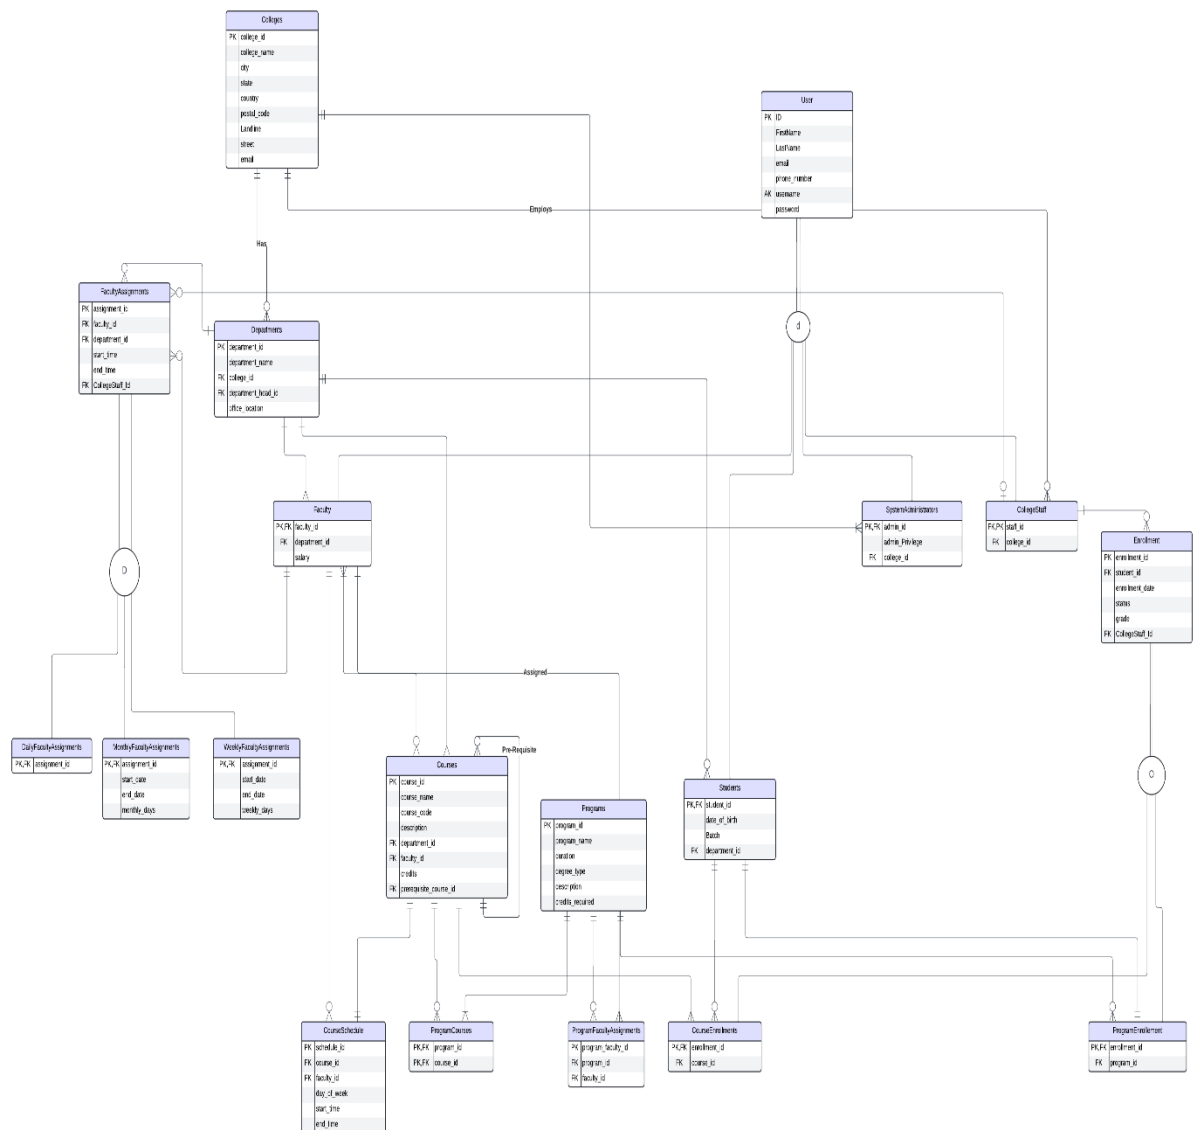 Colleges
PK college_id
college_name
city
state
country
postal_code
Landline
street
email
User
PK ID
FirstName
LastName
email
phone_number
AK username
password
Employs
Has
FacultyAssignments
PK assignment_id
FK faculty_id
FK department_id
start_time
end_time
FK CollegeStaff_Id
Departments
PK department_id
department_name
FK college_id
FK department_head_id
office_location
d
Faculty
PK,FK faculty_id
FK department_id
salary
SystemAdministrators
PK,FK admin_id
admin_Privilege
FK college_id
CollegeStaff
FK,PK staff_id
FK college_id
Enrollment
PK enrollment_id
FK student_id
enrollment_date
status
grade
FK CollegeStaff_Id
O
Assigned
DailyFacultyAssignments
PK,FK assignment_id
MonthlyFacultyAssignments
PK,FK assignment_id
start_date
end_date
monthly_days
WeeklyFacultyAssignments
PK,FK assignment_id
start_date
end_date
weekly_days
Pre-Requisite
Courses
PK course_id
course_name
course_code
description
FK department_id
FK faculty_id
credits
FK prerequisite_course_id
Programs
PK program_id
program_name
duration
degree_type
description
credits_required
Students
PK,FK student_id
date_of_birth
Batch
FK department_id
O
CourseSchedule
PK schedule_id
FK course_id
FK faculty_id
day_of_week
start_time
end_time
ProgramCourses
PK,FK program_id
PK,FK course_id
ProgramFacultyAssignments
PK program_faculty_id
FK program_id
FK faculty_id
CourseEnrollments
PK,FK enrollment_id
FK course_id
ProgramEnrollement
PK,FK enrollment_id
FK program_id